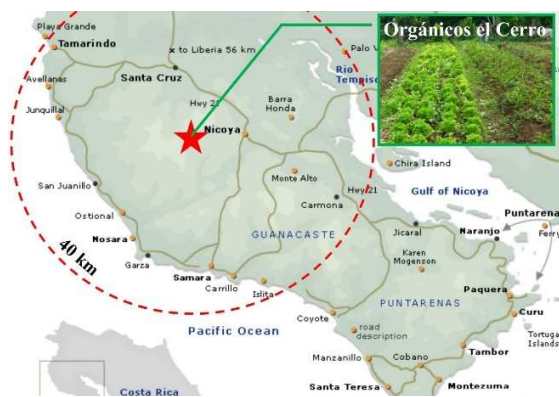 Orgánicos el Cerro
Playa Grande
Tamarindo
to Liberia 56 km
Palo V
Rio
Tempisq
Santa Cruz
Avellanas
Hwy 21
Barra
Honda
Junquillal
Nicoya
Chira Island
Monte Alto
San Juanillo
Hwy 21
Gulf of Nicoya
Carmona
Puntarena
Ostional
Jicaral
Naranjo
Ferry
GUANACASTE
Nosara
Karen
Mogenson
40 km
Garza
Samara
Carrillo
Islita
PUNTARENAS
Paquera
Curu
Coyote
Tortuga
Islands
Pacific Ocean
road
description
Tambor
Manzanillo
Cobano
Costa Rica
Santa Teresa
Montezuma